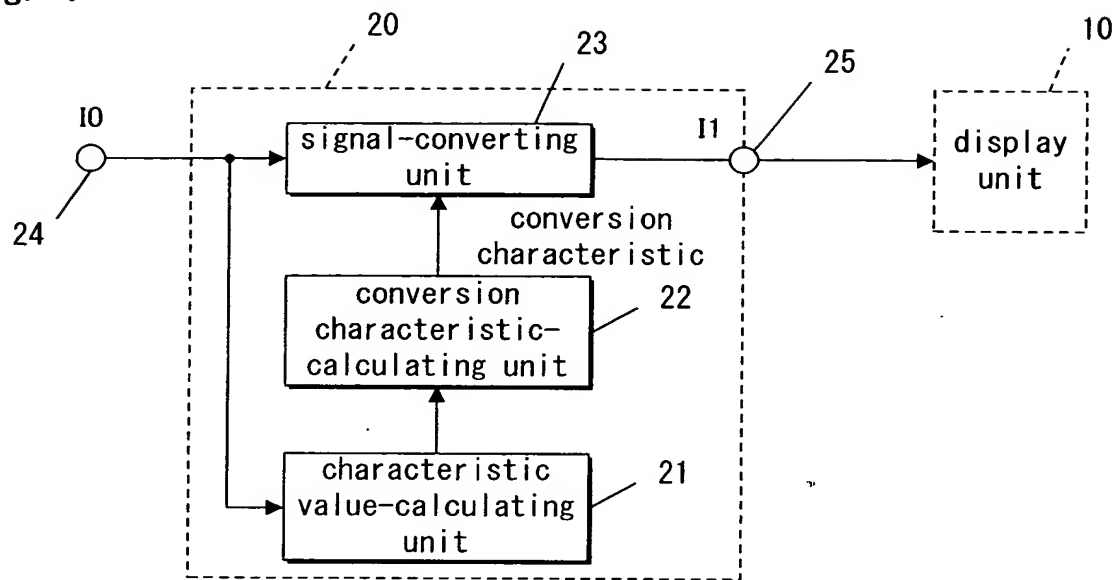 20
23
10
25
I0
I1
signal-converting
unit
display
unit
24
conversion
characteristic
conversion
characteristic-
calculating unit
22
characteristic
value-calculating
unit
21